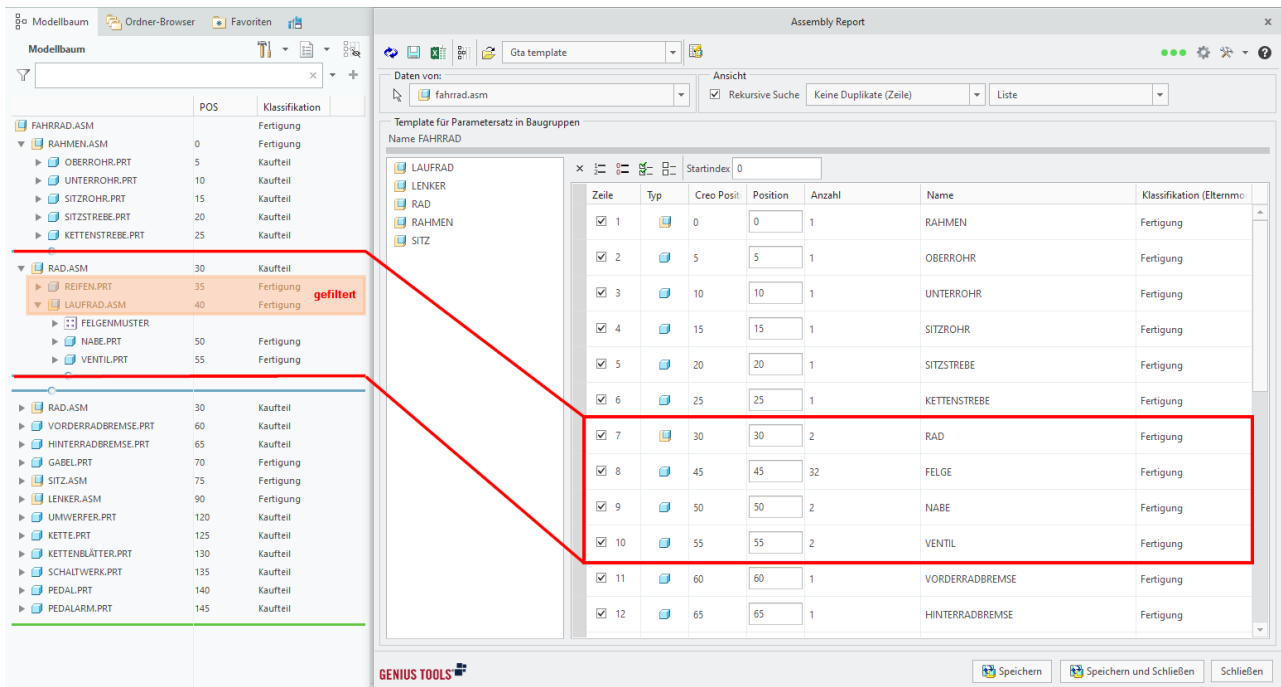 Modellbaum Ordner-Browser Favoriten
Modellbaum
POS Klassifikation
FAHRRAD.ASM Fertigung
RAHMEN.ASM 0 Fertigung
OBERROHR.PRT 5 Kaufteil
UNTERROHR.PRT 10 Kaufteil
SITZROHR.PRT 15 Kaufteil
SITZSTREBE.PRT 20 Kaufteil
KETTENSTREBE.PRT 25 Kaufteil
RAD.ASM 30 Kaufteil
REIFEN.PRT 35 Fertigung
gefiltert
LAUFRAD.ASM 40 Fertigung
FELGENMUSTER
NABE.PRT 50 Fertigung
VENTIL.PRT 55 Fertigung
RAD.ASM 30 Kaufteil
VORDERRADBREMSE.PRT 60 Kaufteil
HINTERRADBREMSE.PRT 65 Kaufteil
GABEL.PRT 70 Fertigung
SITZ.ASM 75 Fertigung
LENKER.ASM 90 Fertigung
UMWERFER.PRT 120 Kaufteil
KETTE.PRT 125 Kaufteil
KETTENBLÄTTER.PRT 130 Kaufteil
SCHALTWERK.PRT 135 Kaufteil
PEDAL.PRT 140 Kaufteil
PEDALARM.PRT 145 Kaufteil
Assembly Report x
Gta template
Daten von:
fahrrad.asm
Ansicht
Rekursive Suche Keine Duplikate (Zeile) Liste
Template für Parametersatz in Baugruppen
Name FAHRRAD
LAUFRAD
LENKER
RAD
RAHMEN
SITZ
Startindex 0
Zeile Typ Creo Posit Position Anzahl Name Klassifikation (Elternmo
1 0 0 1 RAHMEN Fertigung
2 5 5 1 OBERROHR Fertigung
3 10 10 1 UNTERROHR Fertigung
4 15 15 1 SITZROHR Fertigung
5 20 20 1 SITZSTREBE Fertigung
6 25 25 1 KETTENSTREBE Fertigung
7 30 30 2 RAD Fertigung
8 45 45 32 FELGE Fertigung
9 50 50 2 NABE Fertigung
10 55 55 2 VENTIL Fertigung
11 60 60 1 VORDERRADBREMSE Fertigung
12 65 65 1 HINTERRADBREMSE Fertigung
GENIUS TOOLS
Speichern Speichern und Schließen Schließen